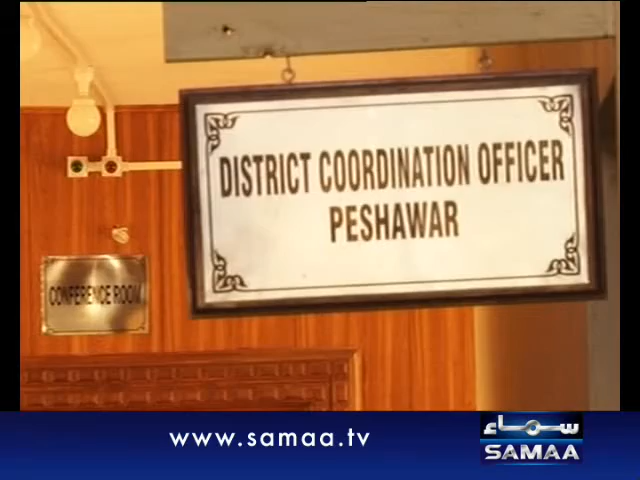 DISTRICT COORDINATION OFFICER
PESHAWAR
CONFERENCE ROOM
www.samaa.tv
سماء
SAMAA